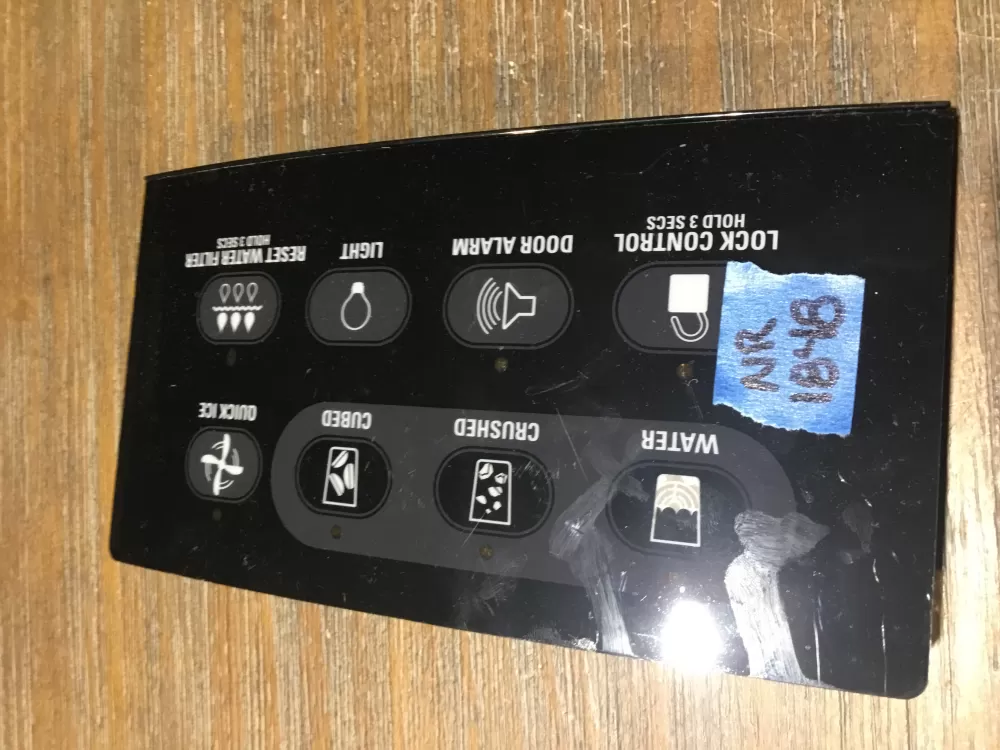 WATER
CRUSHED
CUBED
QUICK ICE
LOCK CONTROL
HOLD 3 SECS
DOOR ALARM
LIGHT
RESET WATER FILTER
HOLD 3 SECS
NR
1848